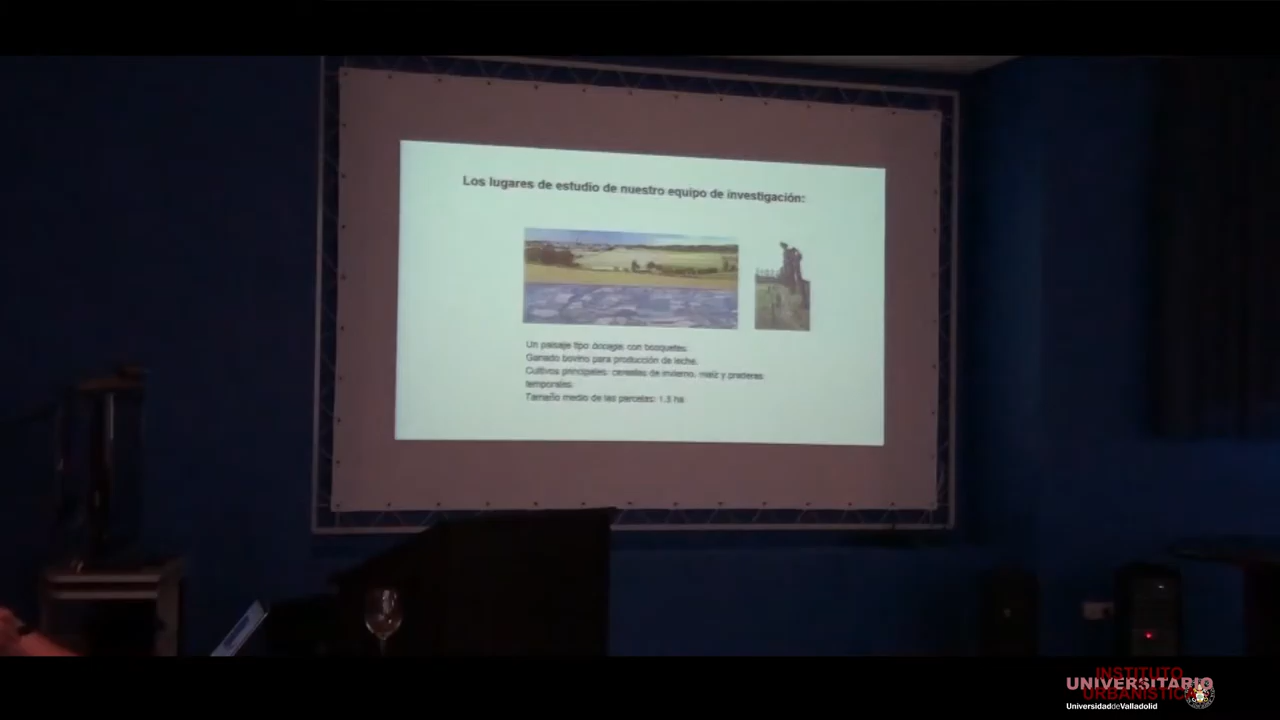 Los lugares de estudio de nuestro equipo de investigación:
Un paisaje tipo bocage, con bosquetes.
Ganado bovino para producción de leche.
Cultivos principales: cereales de invierno, maíz y praderas
temporales.
Tamaño medio de las parcelas: 1,5 ha
INSTITUTO
UNIVERSITARIO
URBANÍSTICA
UniversidaddeValladolid